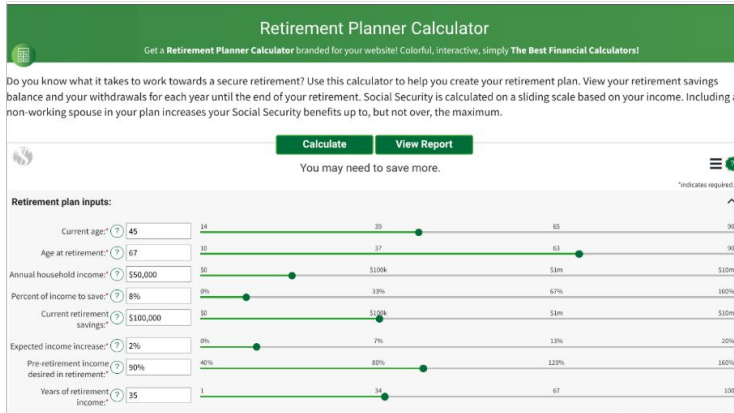 Retirement Planner Calculator
Get a Retirement Planner Calculator branded for your website! Colorful, interactive, simply The Best Financial Calculators!
Do you know what it takes to work towards a secure retirement? Use this calculator to help you create your retirement plan. View your retirement savings
balance and your withdrawals for each year until the end of your retirement. Social Security is calculated on a sliding scale based on your income. Including a
non-working spouse in your plan increases your Social Security benefits up to, but not over, the maximum.
Calculate View Report
You may need to save more.
?
*indicates required.
Retirement plan inputs:
Current age:* ? 45 14 39 65 90
Age at retirement:* ? 67 10 37 63 90
Annual household income:* ? $50,000 $0 $100k $1m $10m
Percent of income to save:* ? 8% 0% 33% 67% 100%
Current retirement
savings:* ? $100,000 $0 $100k $1m $10m
Expected income increase:* ? 2% 0% 7% 13% 20%
Pre-retirement income
desired in retirement:* ? 90% 40% 80% 120% 160%
Years of retirement
income:* ? 35 1 34 67 100